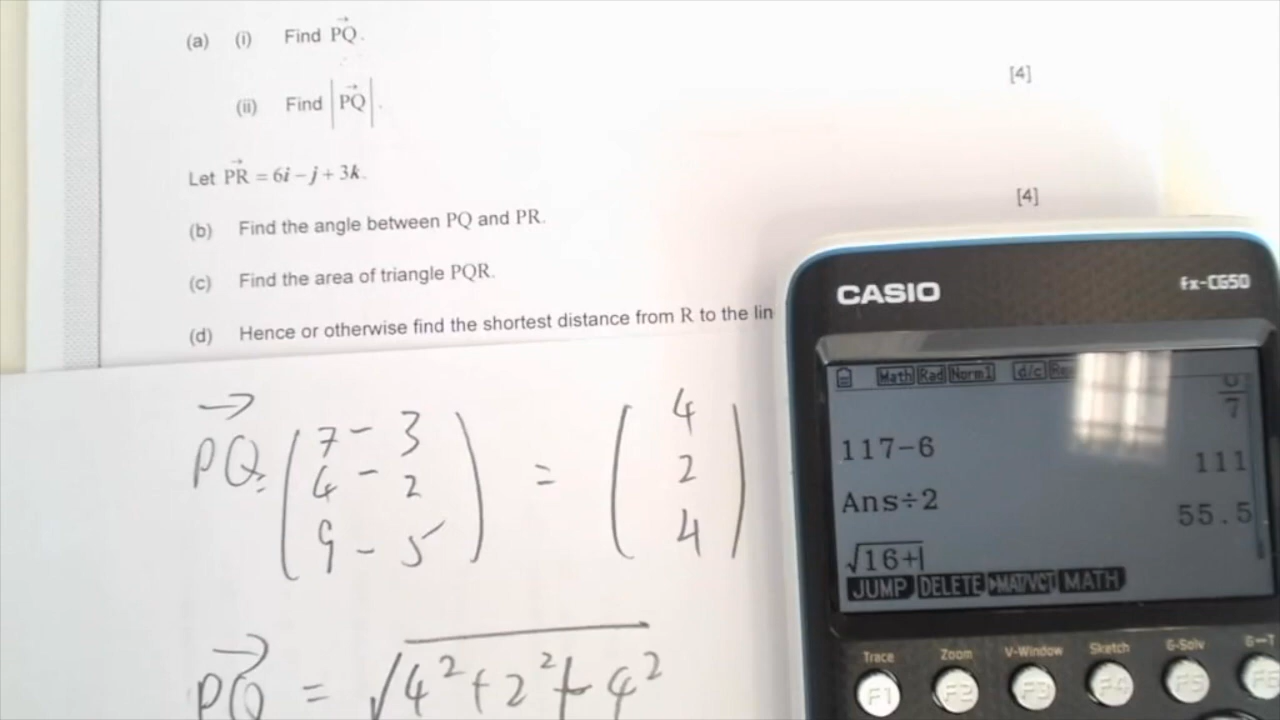 (a) (i) Find PQ.
[4]
(ii) Find |PQ|.
Let PR = 6i – j + 3k.
[4]
(b) Find the angle between PQ and PR.
(c) Find the area of triangle PQR.
(d) Hence or otherwise find the shortest distance from R to the lin
PQ: ( 7 - 3 ) = ( 4 )
4 - 2 2
9 - 5 4
PQ = √4²+2²+4²
CASIO
fx-CG50
Math Rad Norm1 d/c
7
117-6
111
Ans÷2
55.5
√16+
JUMP DELETE ▶MAT/VCT MATH
Trace Zoom V-Window Sketch G-Solv G↔T
F1 F2 F3 F4 F5 F6